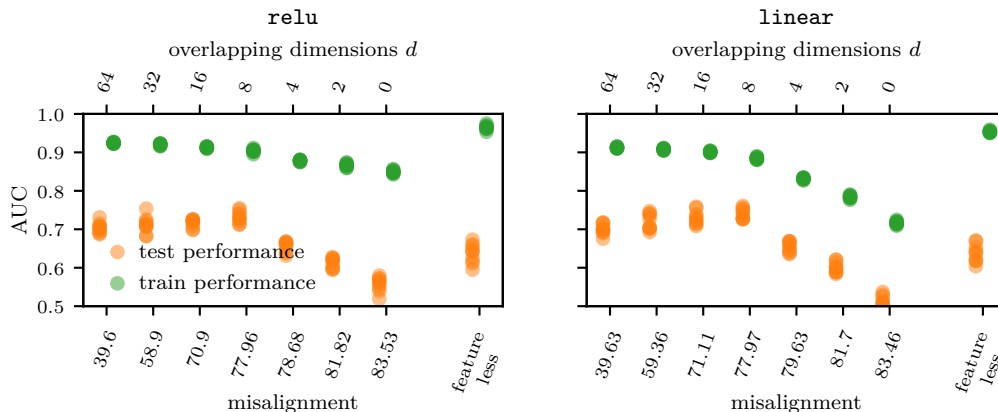 relu
overlapping dimensions d
64 32 16 8 4 2 0
AUC
1.0
0.9
0.8
0.7
0.6
0.5
test performance
train performance
39.6 58.9 70.9 77.96 78.68 81.82 83.53 feature less
misalignment
linear
overlapping dimensions d
64 32 16 8 4 2 0
39.63 59.36 71.11 77.97 79.63 81.7 83.46 feature less
misalignment